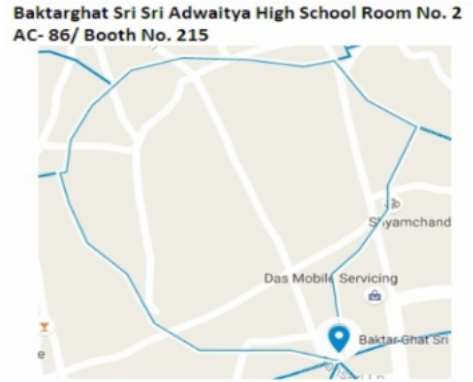 Baktarghat Sri Sri Adwaitya High School Room No. 2
AC- 86/ Booth No. 215
Shyamchand
Das Mobile Servicing
Baktar Ghat Sri
e